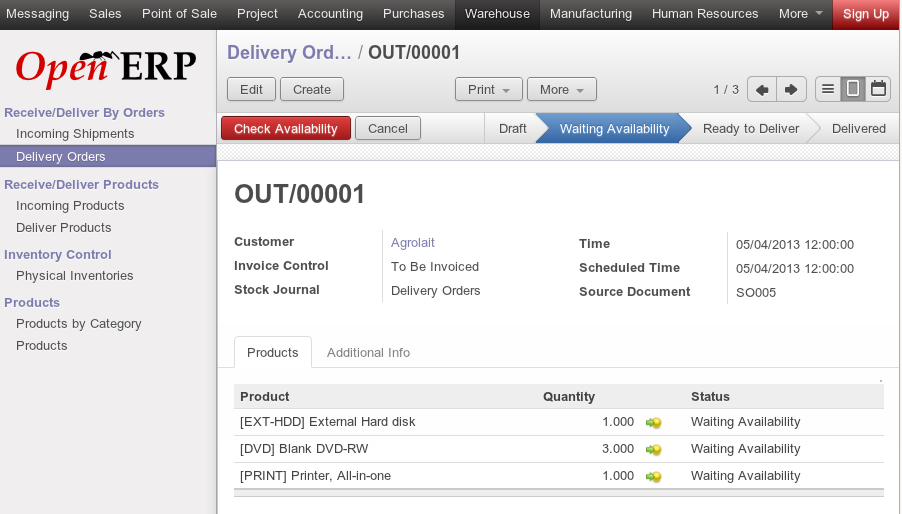 Messaging Sales Point of Sale Project Accounting Purchases Warehouse Manufacturing Human Resources More Sign Up
Open ERP
Receive/Deliver By Orders
Incoming Shipments
Delivery Orders
Receive/Deliver Products
Incoming Products
Deliver Products
Inventory Control
Physical Inventories
Products
Products by Category
Products
Delivery Ord... / OUT/00001
Edit Create Print More 1 / 3
Check Availability Cancel Draft Waiting Availability Ready to Deliver Delivered
OUT/00001
Customer Agrolait Time 05/04/2013 12:00:00
Invoice Control To Be Invoiced Scheduled Time 05/04/2013 12:00:00
Stock Journal Delivery Orders Source Document SO005
Products Additional Info
Product Quantity Status
[EXT-HDD] External Hard disk 1.000 Waiting Availability
[DVD] Blank DVD-RW 3.000 Waiting Availability
[PRINT] Printer, All-in-one 1.000 Waiting Availability